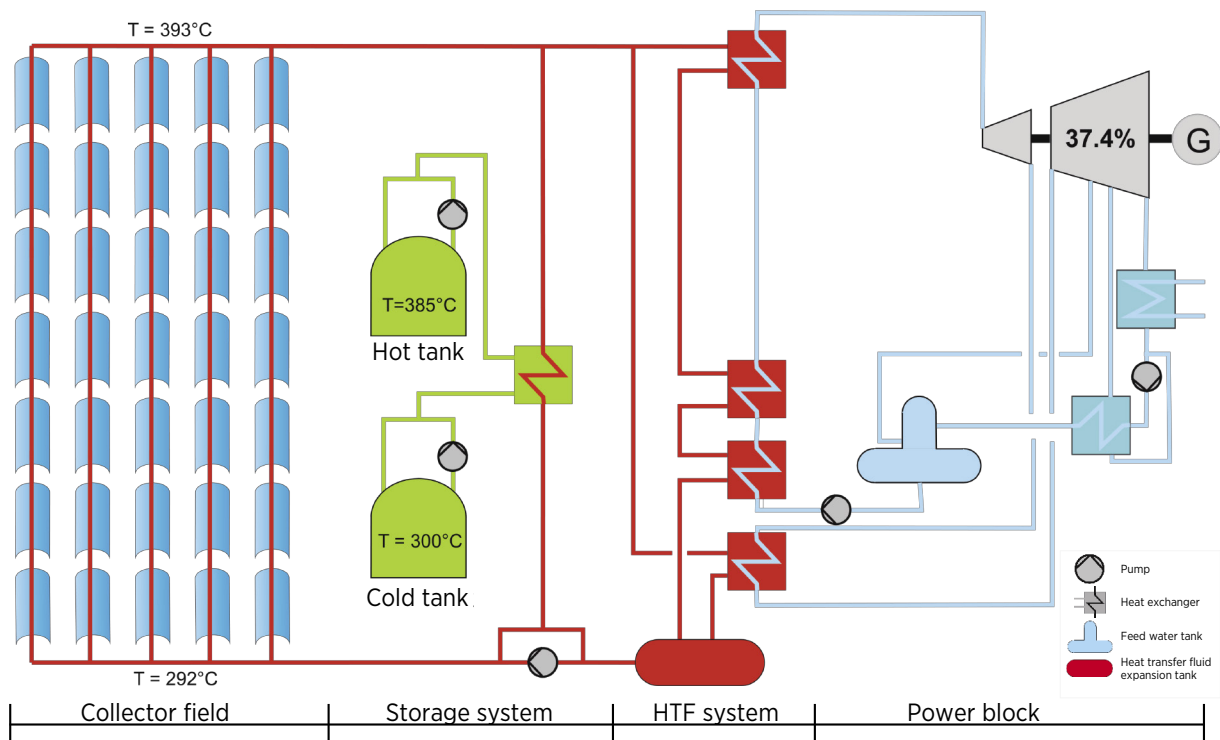 T = 393°C
37.4%
G
T=385°C
Hot tank
T = 300°C
Cold tank
T = 292°C
Pump
Heat exchanger
Feed water tank
Heat transfer fluid
expansion tank
Collector field
Storage system
HTF system
Power block